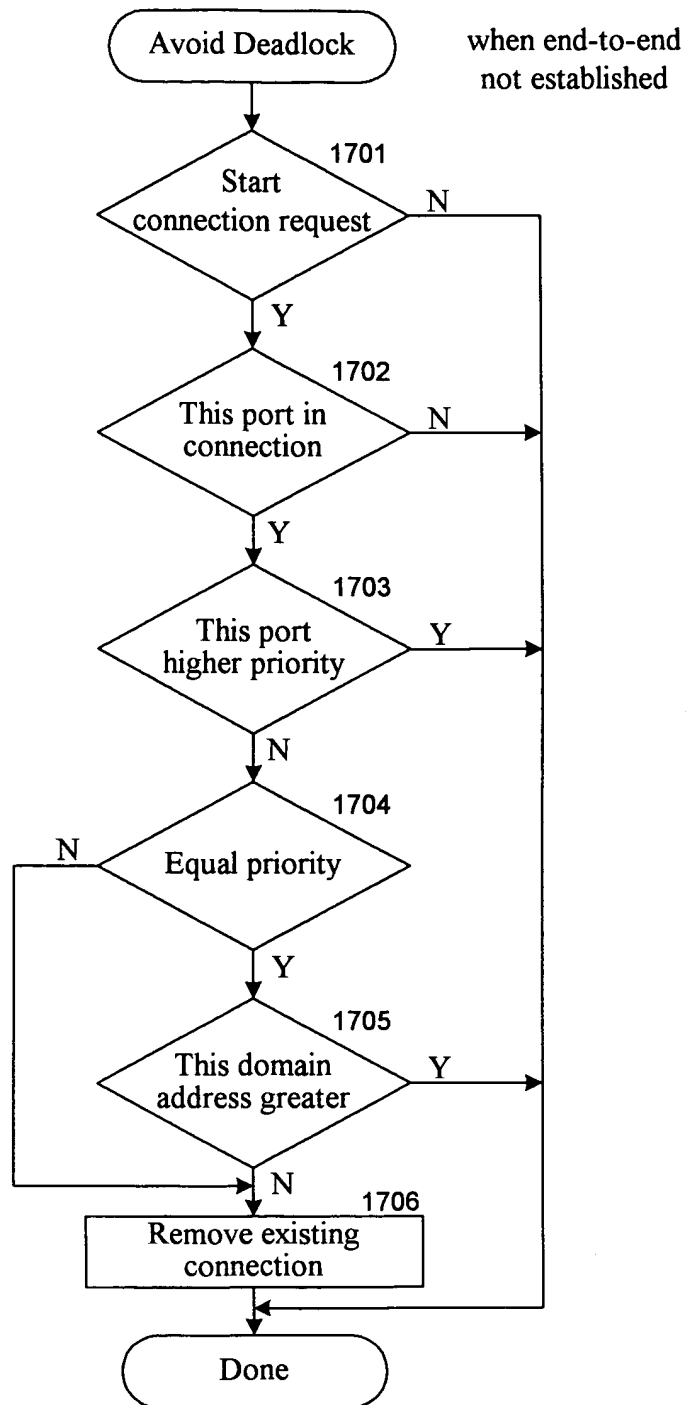 Avoid Deadlock
when end-to-end
not established
1701
Start
connection request
N
Y
1702
This port in
connection
N
Y
1703
This port
higher priority
Y
N
1704
N
Equal priority
Y
1705
This domain
address greater
Y
N
1706
Remove existing
connection
Done